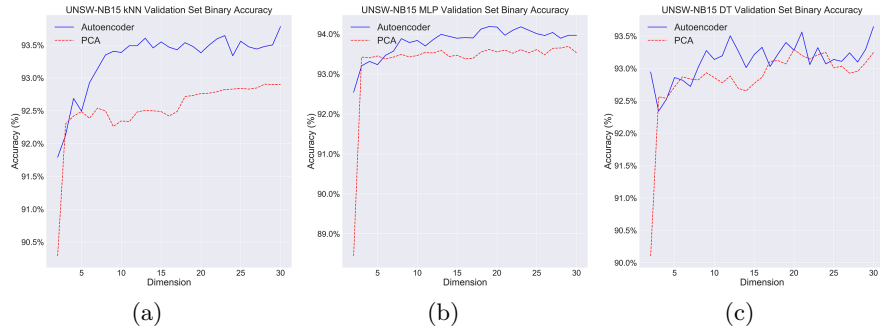 UNSW-NB15 kNN Validation Set Binary Accuracy
Autoencoder
PCA
93.5%
93.0%
92.5%
92.0%
91.5%
91.0%
90.5%
Accuracy (%)
5 10 15 20 25 30
Dimension
(a)
UNSW-NB15 MLP Validation Set Binary Accuracy
Autoencoder
PCA
94.0%
93.0%
92.0%
91.0%
90.0%
89.0%
Accuracy (%)
5 10 15 20 25 30
Dimension
(b)
UNSW-NB15 DT Validation Set Binary Accuracy
Autoencoder
PCA
93.5%
93.0%
92.5%
92.0%
91.5%
91.0%
90.5%
90.0%
Accuracy (%)
5 10 15 20 25 30
Dimension
(c)